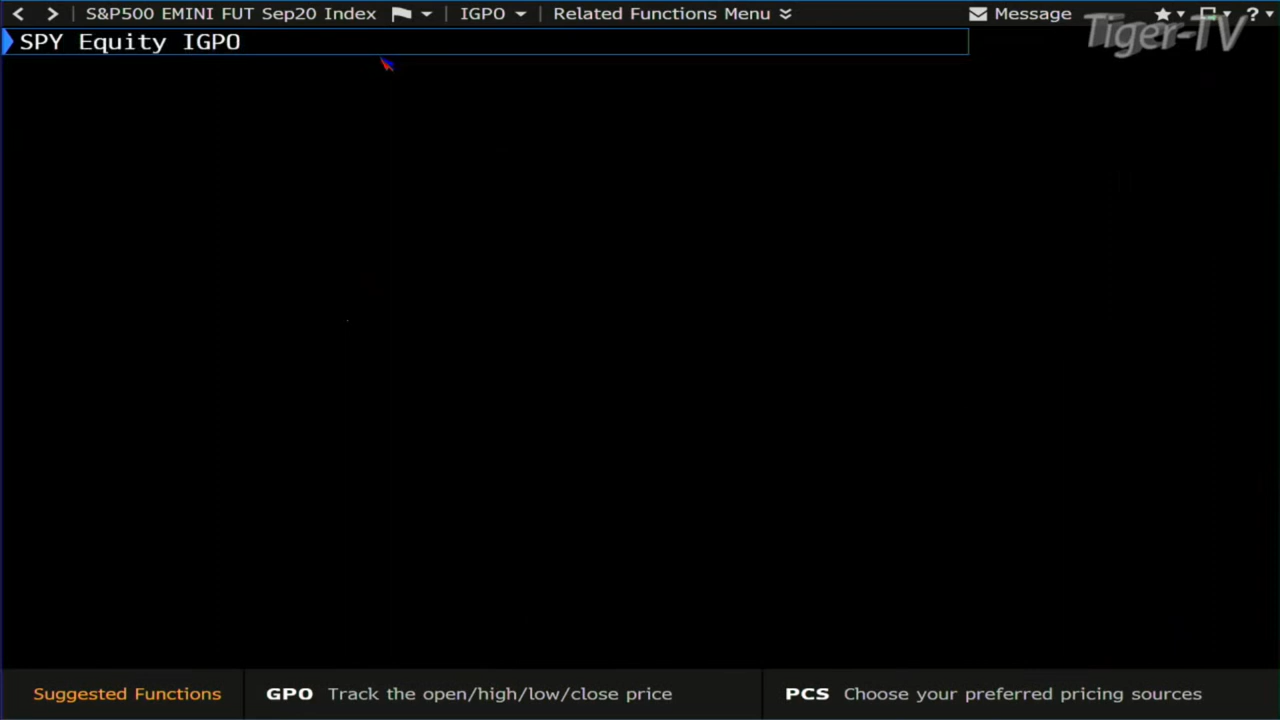 S&P500 EMINI FUT Sep20 Index IGPO Related Functions Menu Message ?
Tiger-TV
SPY Equity IGPO
Suggested Functions GPO Track the open/high/low/close price PCS Choose your preferred pricing sources